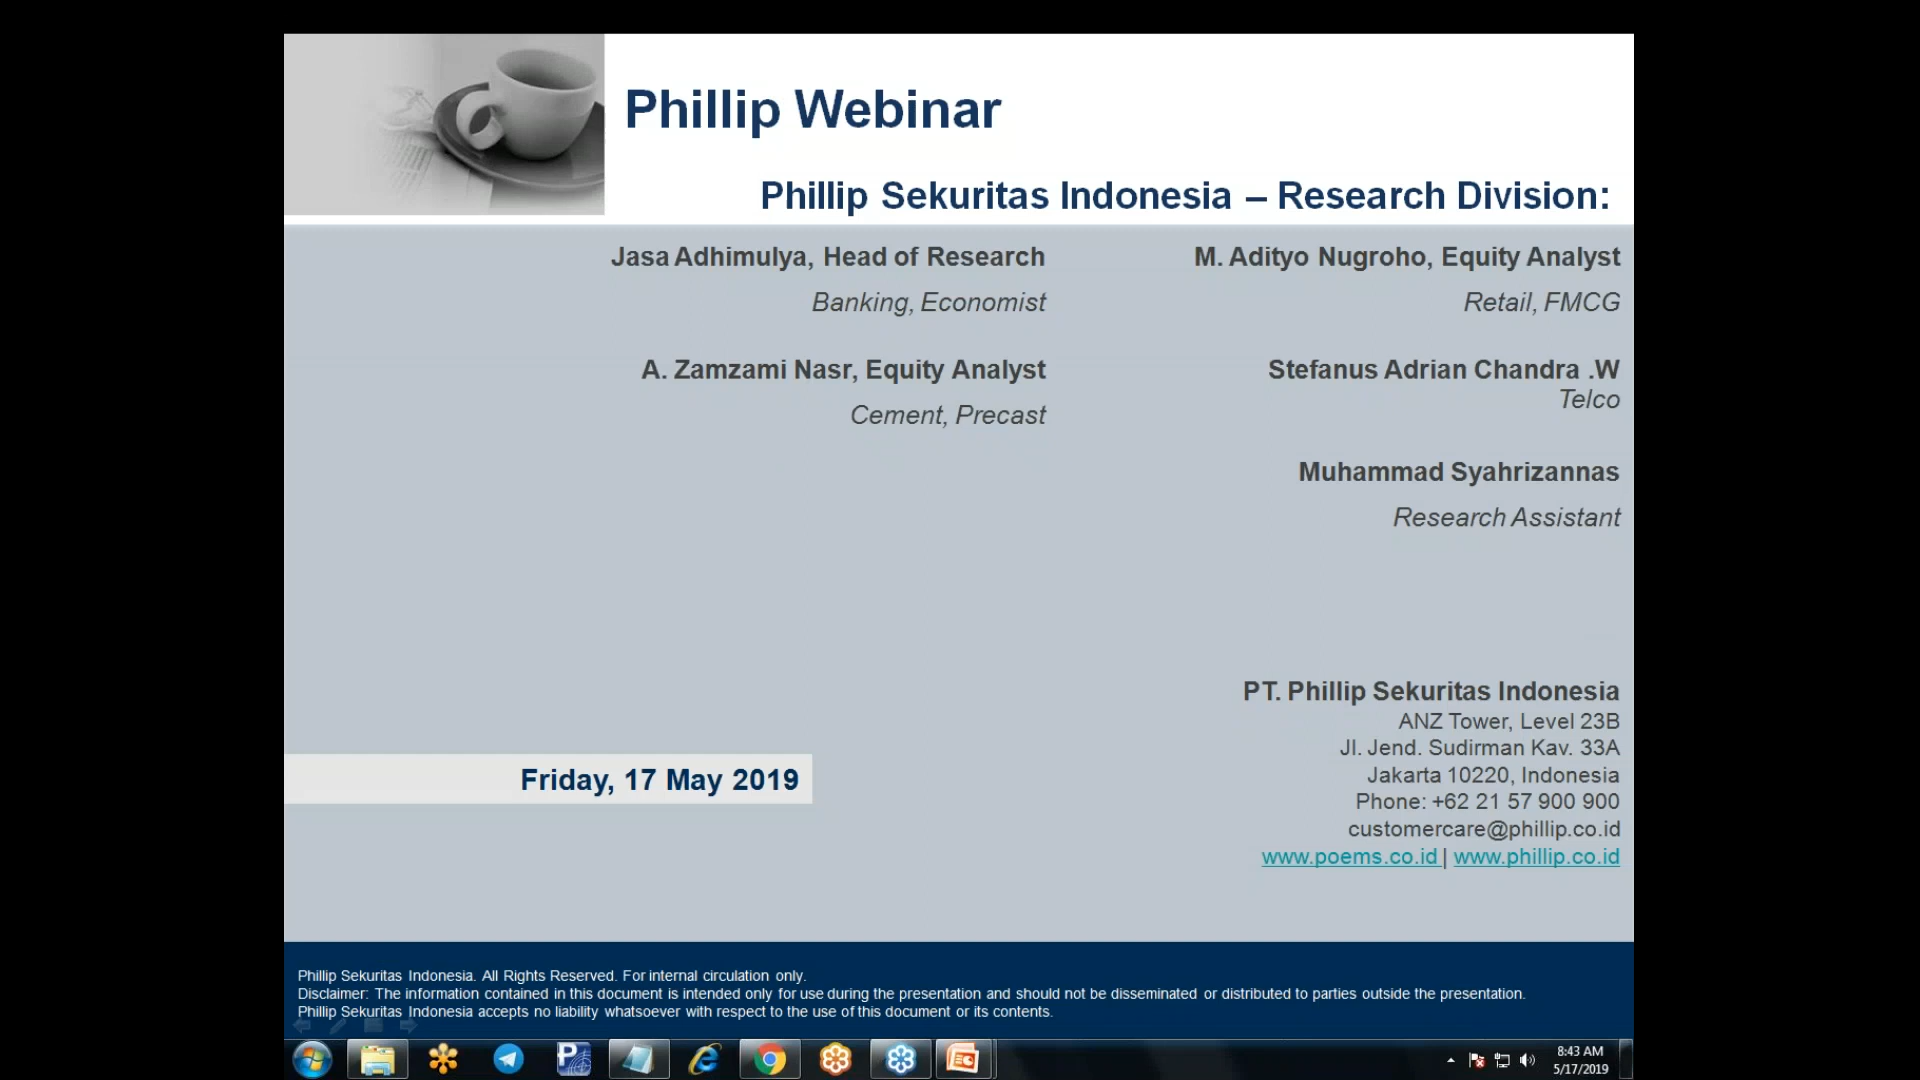 Phillip Webinar
Phillip Sekuritas Indonesia – Research Division:
Jasa Adhimulya, Head of Research
Banking, Economist
A. Zamzami Nasr, Equity Analyst
Cement, Precast
M. Adityo Nugroho, Equity Analyst
Retail, FMCG
Stefanus Adrian Chandra .W
Telco
Muhammad Syahrizannas
Research Assistant
PT. Phillip Sekuritas Indonesia
ANZ Tower, Level 23B
Jl. Jend. Sudirman Kav. 33A
Jakarta 10220, Indonesia
Phone: +62 21 57 900 900
customercare@phillip.co.id
www.poems.co.id | www.phillip.co.id
Friday, 17 May 2019
Phillip Sekuritas Indonesia. All Rights Reserved. For internal circulation only.
Disclaimer: The information contained in this document is intended only for use during the presentation and should not be disseminated or distributed to parties outside the presentation.
Phillip Sekuritas Indonesia accepts no liability whatsoever with respect to the use of this document or its contents.
8:43 AM
5/17/2019